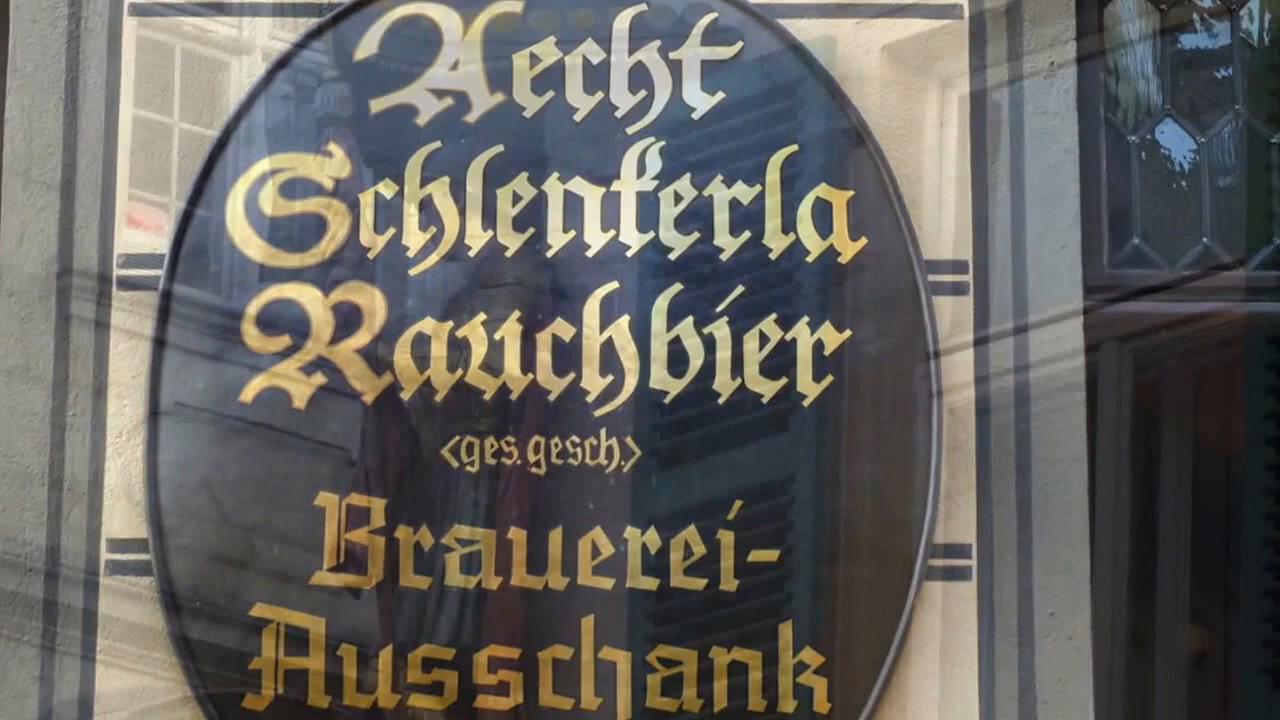 Aecht
Schlenkerla
Rauchbier
<ges.gesch.>
Brauerei-
Ausschank